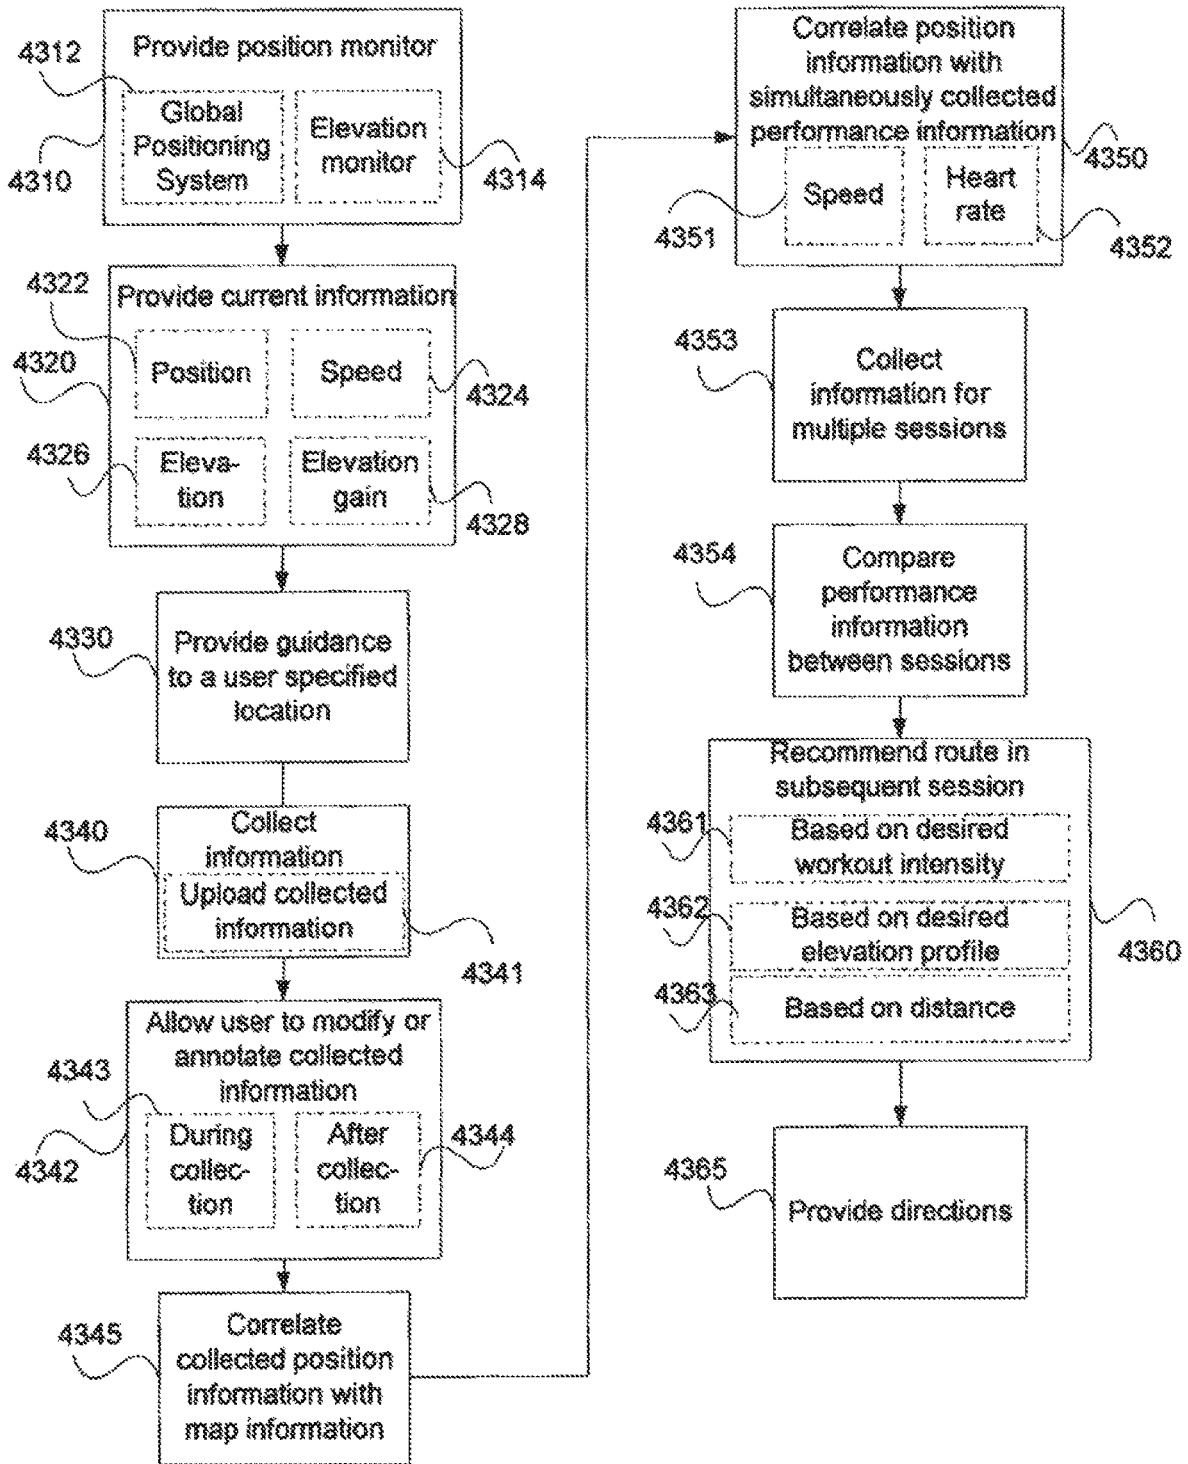 4312
Provide position monitor
Global
Positioning
System
Elevation
monitor
4310
4314
4322
Provide current information
4320
Position
Speed
4324
4326
Eleva-
tion
Elevation
gain
4328
4330
Provide guidance
to a user specified
location
4340
Collect
information
Upload collected
information
4341
Allow user to modify or
annotate collected
information
4343
4342
During
collec-
tion
After
collec-
tion
4344
4345
Correlate
collected position
information with
map information
Correlate position
information with
simultaneously collected
performance information
4350
4351
Speed
Heart
rate
4352
4353
Collect
information for
multiple sessions
4354
Compare
performance
information
between sessions
Recommend route in
subsequent session
4361
Based on desired
workout intensity
4362
Based on desired
elevation profile
4360
4363
Based on distance
4365
Provide directions